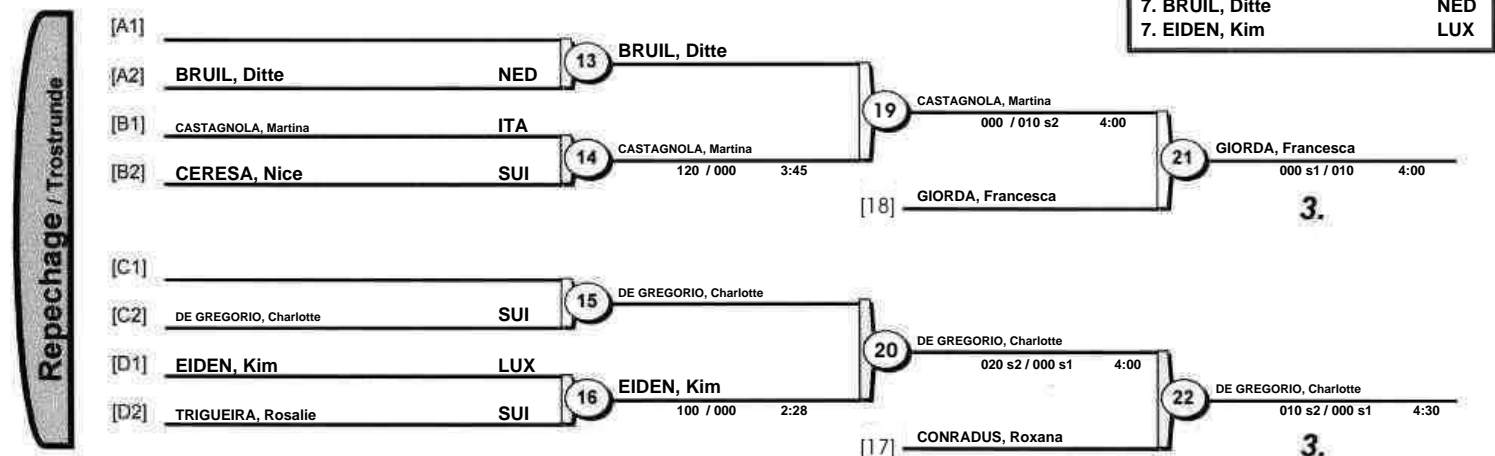 7. BRUIL, Ditte NED
7. EIDEN, Kim LUX
Repechage / Trostrunde
[A1]
[A2] BRUIL, Ditte NED
13 BRUIL, Ditte
[B1] CASTAGNOLA, Martina ITA
[B2] CERESA, Nice SUI
14 CASTAGNOLA, Martina
120 / 000 3:45
19 CASTAGNOLA, Martina
000 / 010 s2 4:00
[18] GIORDA, Francesca
21 GIORDA, Francesca
000 s1 / 010 4:00
3.
[C1]
[C2] DE GREGORIO, Charlotte SUI
15 DE GREGORIO, Charlotte
[D1] EIDEN, Kim LUX
[D2] TRIGUEIRA, Rosalie SUI
16 EIDEN, Kim
100 / 000 2:28
20 DE GREGORIO, Charlotte
020 s2 / 000 s1 4:00
[17] CONRADUS, Roxana
22 DE GREGORIO, Charlotte
010 s2 / 000 s1 4:30
3.